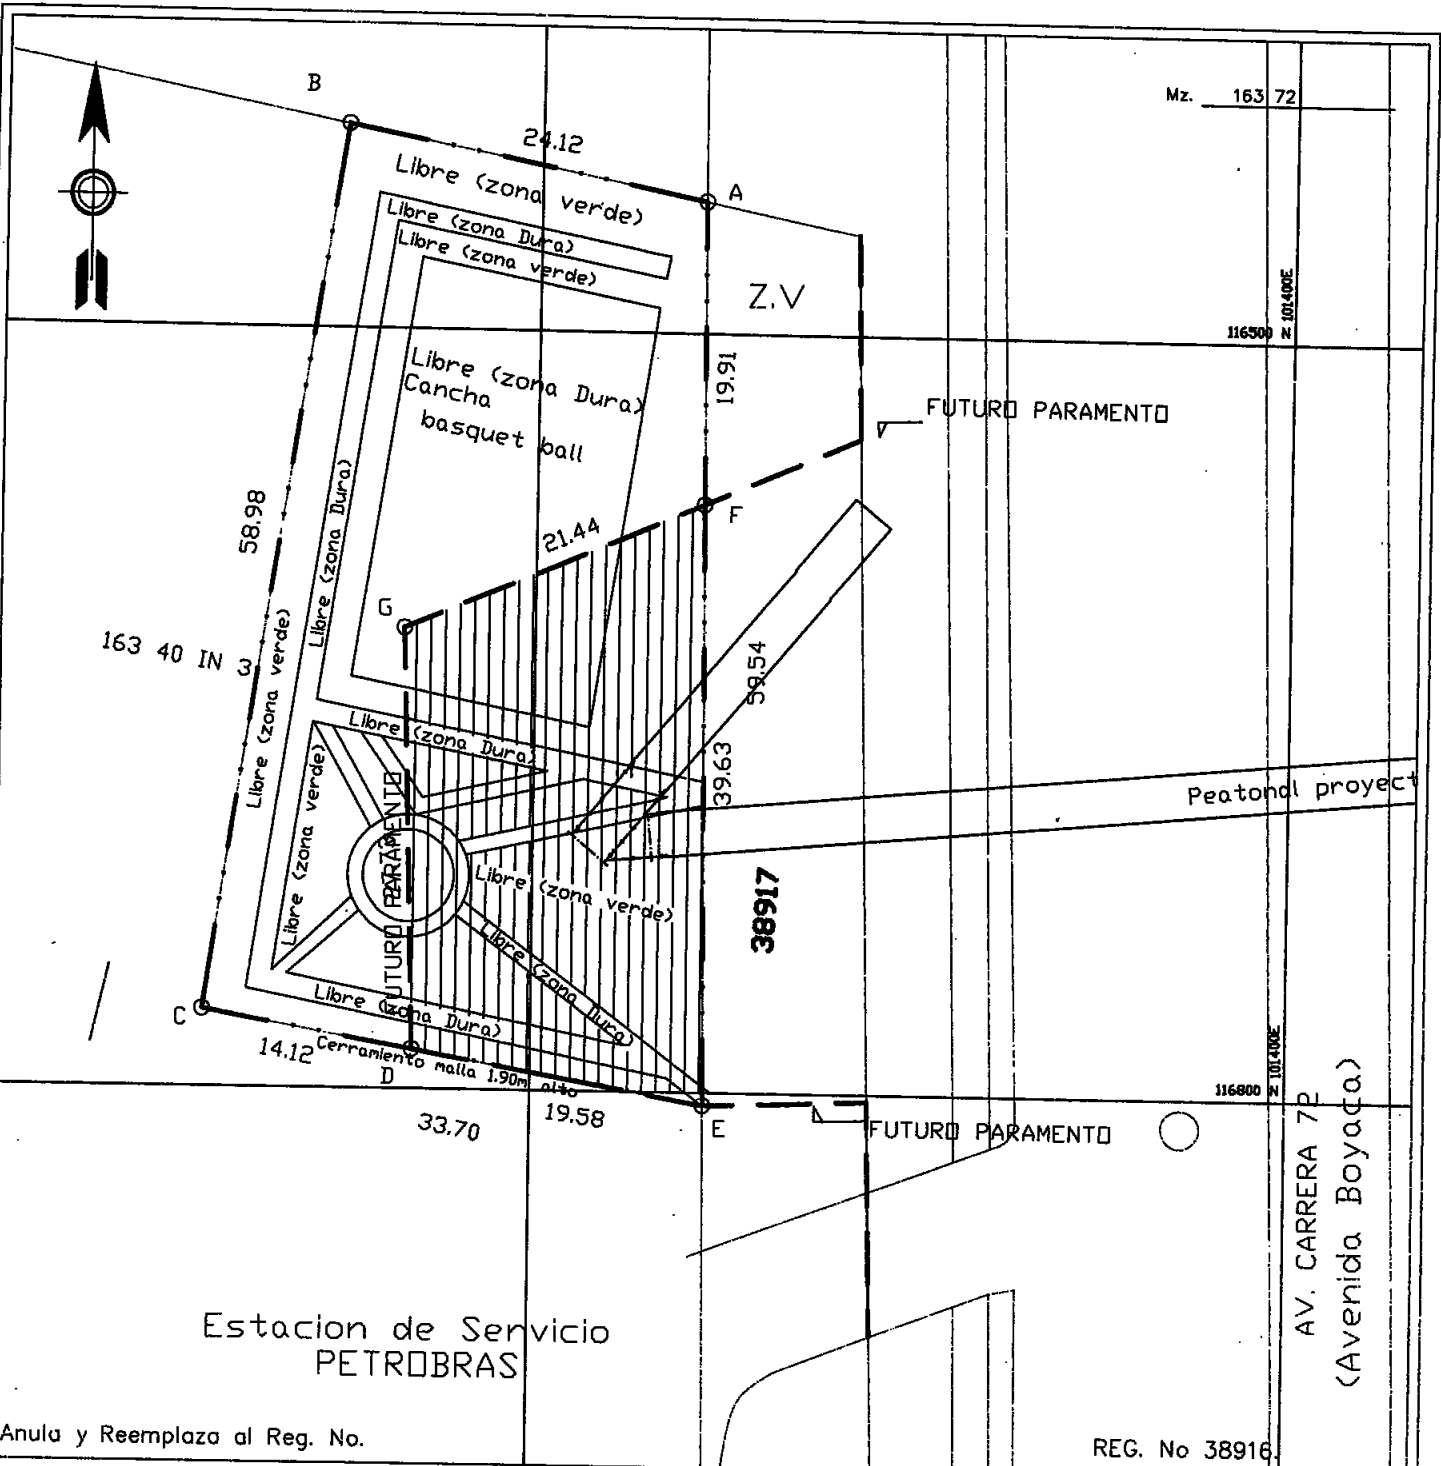 Mz. 163 72
B
24.12
A
Libre (zona verde)
Libre (zona Dura)
Libre (zona verde)
Z.V
101400E
116500 N
Libre (zona Dura)
Cancha
basquet ball
19.91
FUTURO PARAMENTO
F
21.44
58.98
Libre (zona Dura)
G
163 40 IN 3
Libre (zona verde)
59.54
Libre (zona Dura)
39.63
Peatonal proyect
Libre (zona verde)
FUTURO PARAMENTO
Libre (zona verde)
38917
Libre (zona Dura)
Libre (zona Dura)
C
14.12
Cerramiento malla 1.90m alto
D
33.70
19.58
E
FUTURO PARAMENTO
101400E
116800 N
AV. CARRERA 72
(Avenida Boyaca)
Estacion de Servicio
PETROBRAS
Anula y Reemplaza al Reg. No.
REG. No 38916.